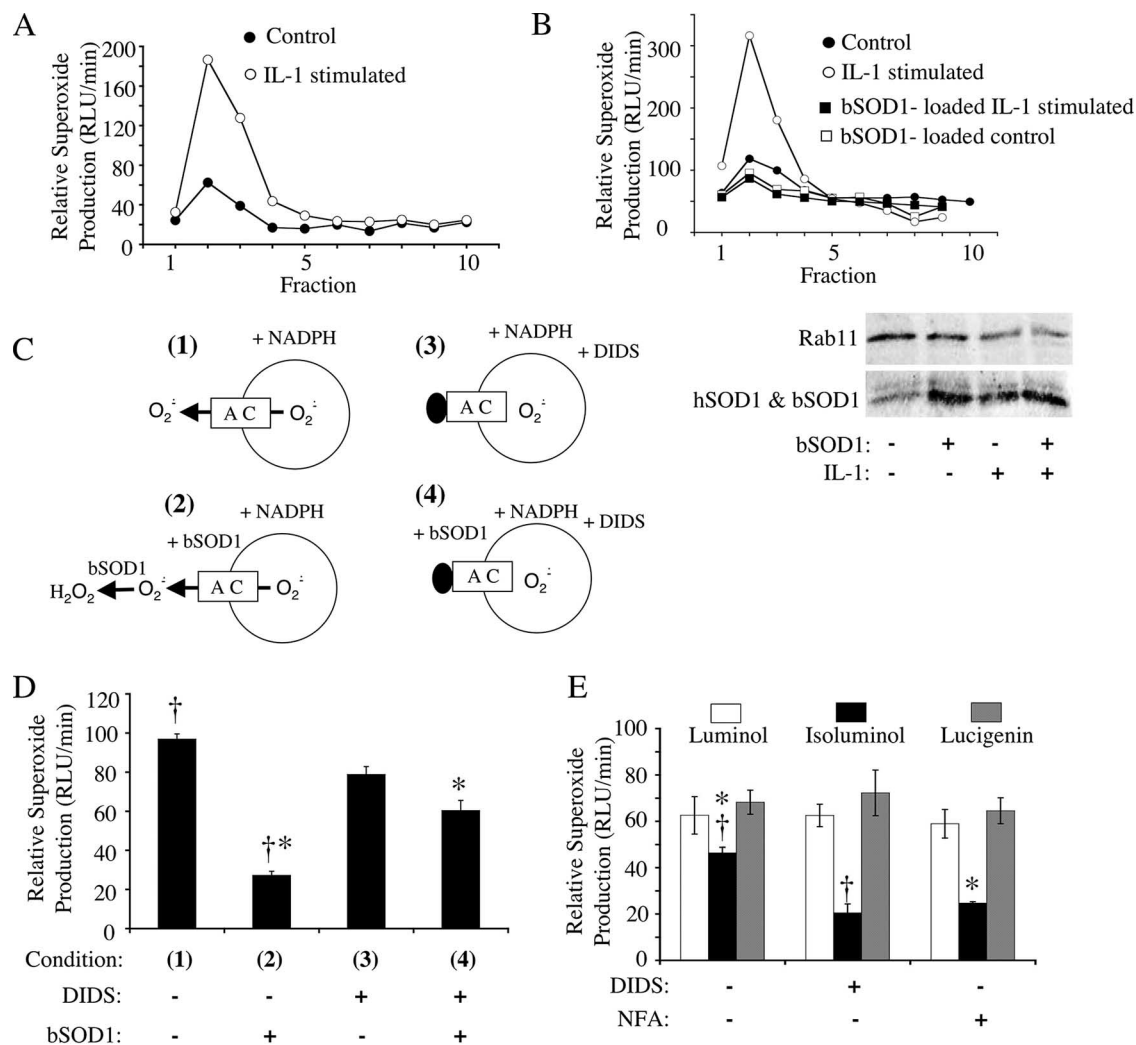 A
Relative Superoxide
Production (RLU/min)
200
160
120
80
40
0
Control
IL-1 stimulated
1
5
10
Fraction
B
Relative Superoxide
Production (RLU/min)
300
200
100
50
0
Control
IL-1 stimulated
bSOD1- loaded IL-1 stimulated
bSOD1- loaded control
1
5
10
Fraction
Rab11
hSOD1 & bSOD1
bSOD1: - + - +
IL-1: - - + +
C
(1)
+ NADPH
O2∸ A C O2∸
(2)
+ NADPH
+ bSOD1
bSOD1
H2O2 O2∸ A C O2∸
(3)
+ NADPH
+ DIDS
A C O2∸
(4)
+ NADPH
+ bSOD1
+ DIDS
A C O2∸
D
Relative Superoxide
Production (RLU/min)
120
100
80
60
40
20
0
†
†*
*
Condition: (1) (2) (3) (4)
DIDS: - - + +
bSOD1: - + - +
E
Luminol Isoluminol Lucigenin
Relative Superoxide
Production (RLU/min)
100
80
60
40
20
0
*
†
†
*
DIDS: - + -
NFA: - - +